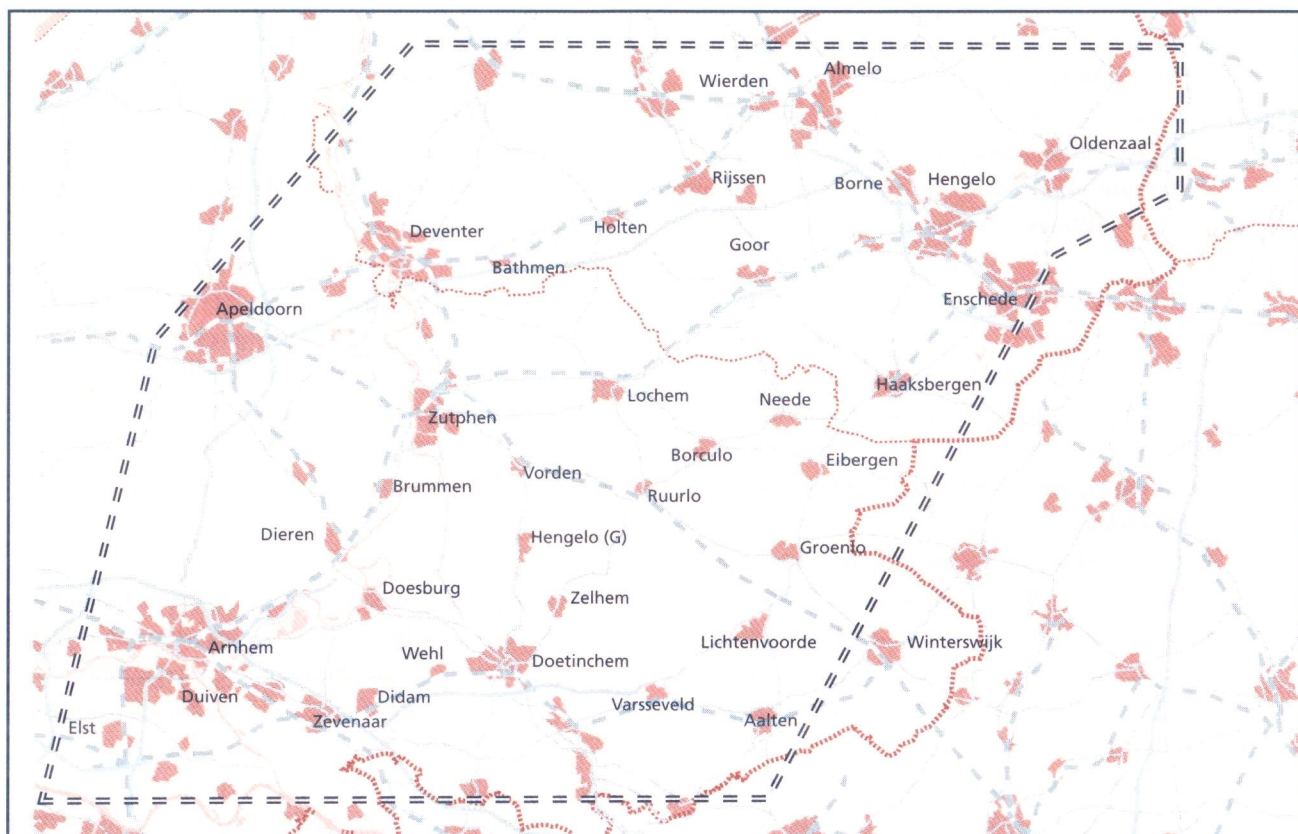 Almelo
Wierden
Oldenzaal
Rijssen
Borne
Hengelo
Holten
Deventer
Goor
Bathmen
Enschede
Apeldoorn
Haaksbergen
Lochem
Neede
Zutphen
Borculo
Eibergen
Vorden
Brummen
Ruurlo
Dieren
Hengelo (G)
Groenlo
Doesburg
Zelhem
Lichtenvoorde
Winterswijk
Arnhem
Wehl
Doetinchem
Duiven
Didam
Varsseveld
Zevenaar
Aalten
Elst